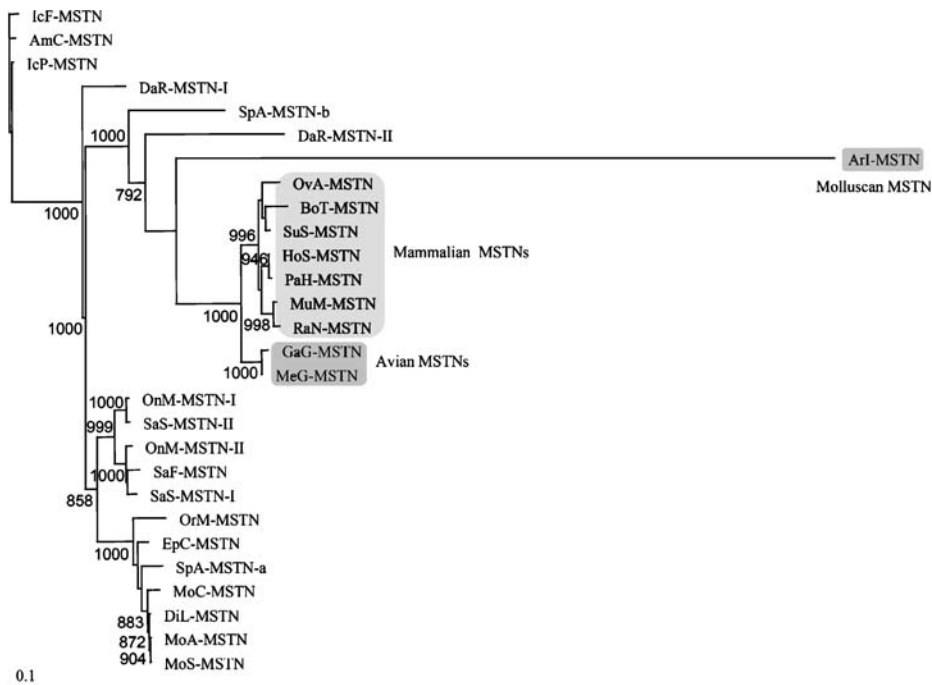 IcF-MSTN
AmC-MSTN
IcP-MSTN
DaR-MSTN-I
SpA-MSTN-b
1000
DaR-MSTN-II
ArI-MSTN
Molluscan MSTN
792
OvA-MSTN
1000
BoT-MSTN
996
SuS-MSTN
946
HoS-MSTN
Mammalian MSTNs
PaH-MSTN
MuM-MSTN
1000
998
RaN-MSTN
1000
GaG-MSTN
Avian MSTNs
1000
MeG-MSTN
1000
OnM-MSTN-I
999
SaS-MSTN-II
OnM-MSTN-II
1000
SaF-MSTN
858
SaS-MSTN-I
OrM-MSTN
1000
EpC-MSTN
SpA-MSTN-a
MoC-MSTN
883
DiL-MSTN
872
MoA-MSTN
904
MoS-MSTN
0.1